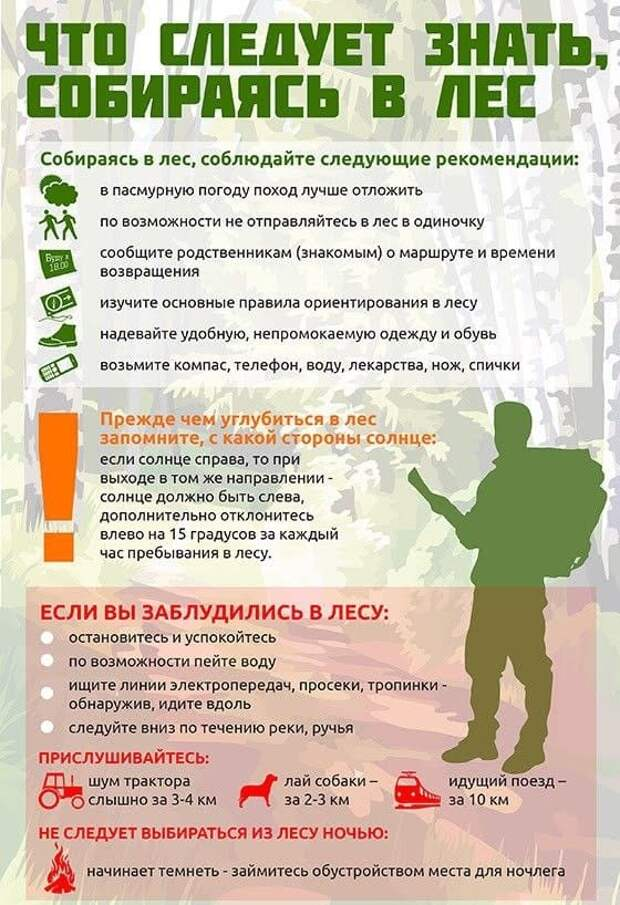 ЧТО СЛЕДУЕТ ЗНАТЬ,
СОБИРАЯСЬ В ЛЕС
Собираясь в лес, соблюдайте следующие рекомендации:
в пасмурную погоду поход лучше отложить
по возможности не отправляйтесь в лес в одиночку
Буду в
18.00
сообщите родственникам (знакомым) о маршруте и времени
возвращения
изучите основные правила ориентирования в лесу
надевайте удобную, непромокаемую одежду и обувь
возьмите компас, телефон, воду, лекарства, нож, спички
Прежде чем углубиться в лес
запомните, с какой стороны солнце:
если солнце справа, то при
выходе в том же направлении -
солнце должно быть слева,
дополнительно отклонитесь
влево на 15 градусов за каждый
час пребывания в лесу.
ЕСЛИ ВЫ ЗАБЛУДИЛИСЬ В ЛЕСУ:
остановитесь и успокойтесь
по возможности пейте воду
ищите линии электропередач, просеки, тропинки -
обнаружив, идите вдоль
следуйте вниз по течению реки, ручья
ПРИСЛУШИВАЙТЕСЬ:
шум трактора
слышно за 3-4 км
лай собаки –
за 2-3 км
идущий поезд –
за 10 км
НЕ СЛЕДУЕТ ВЫБИРАТЬСЯ ИЗ ЛЕСУ НОЧЬЮ:
начинает темнеть - займитесь обустройством места для ночлега